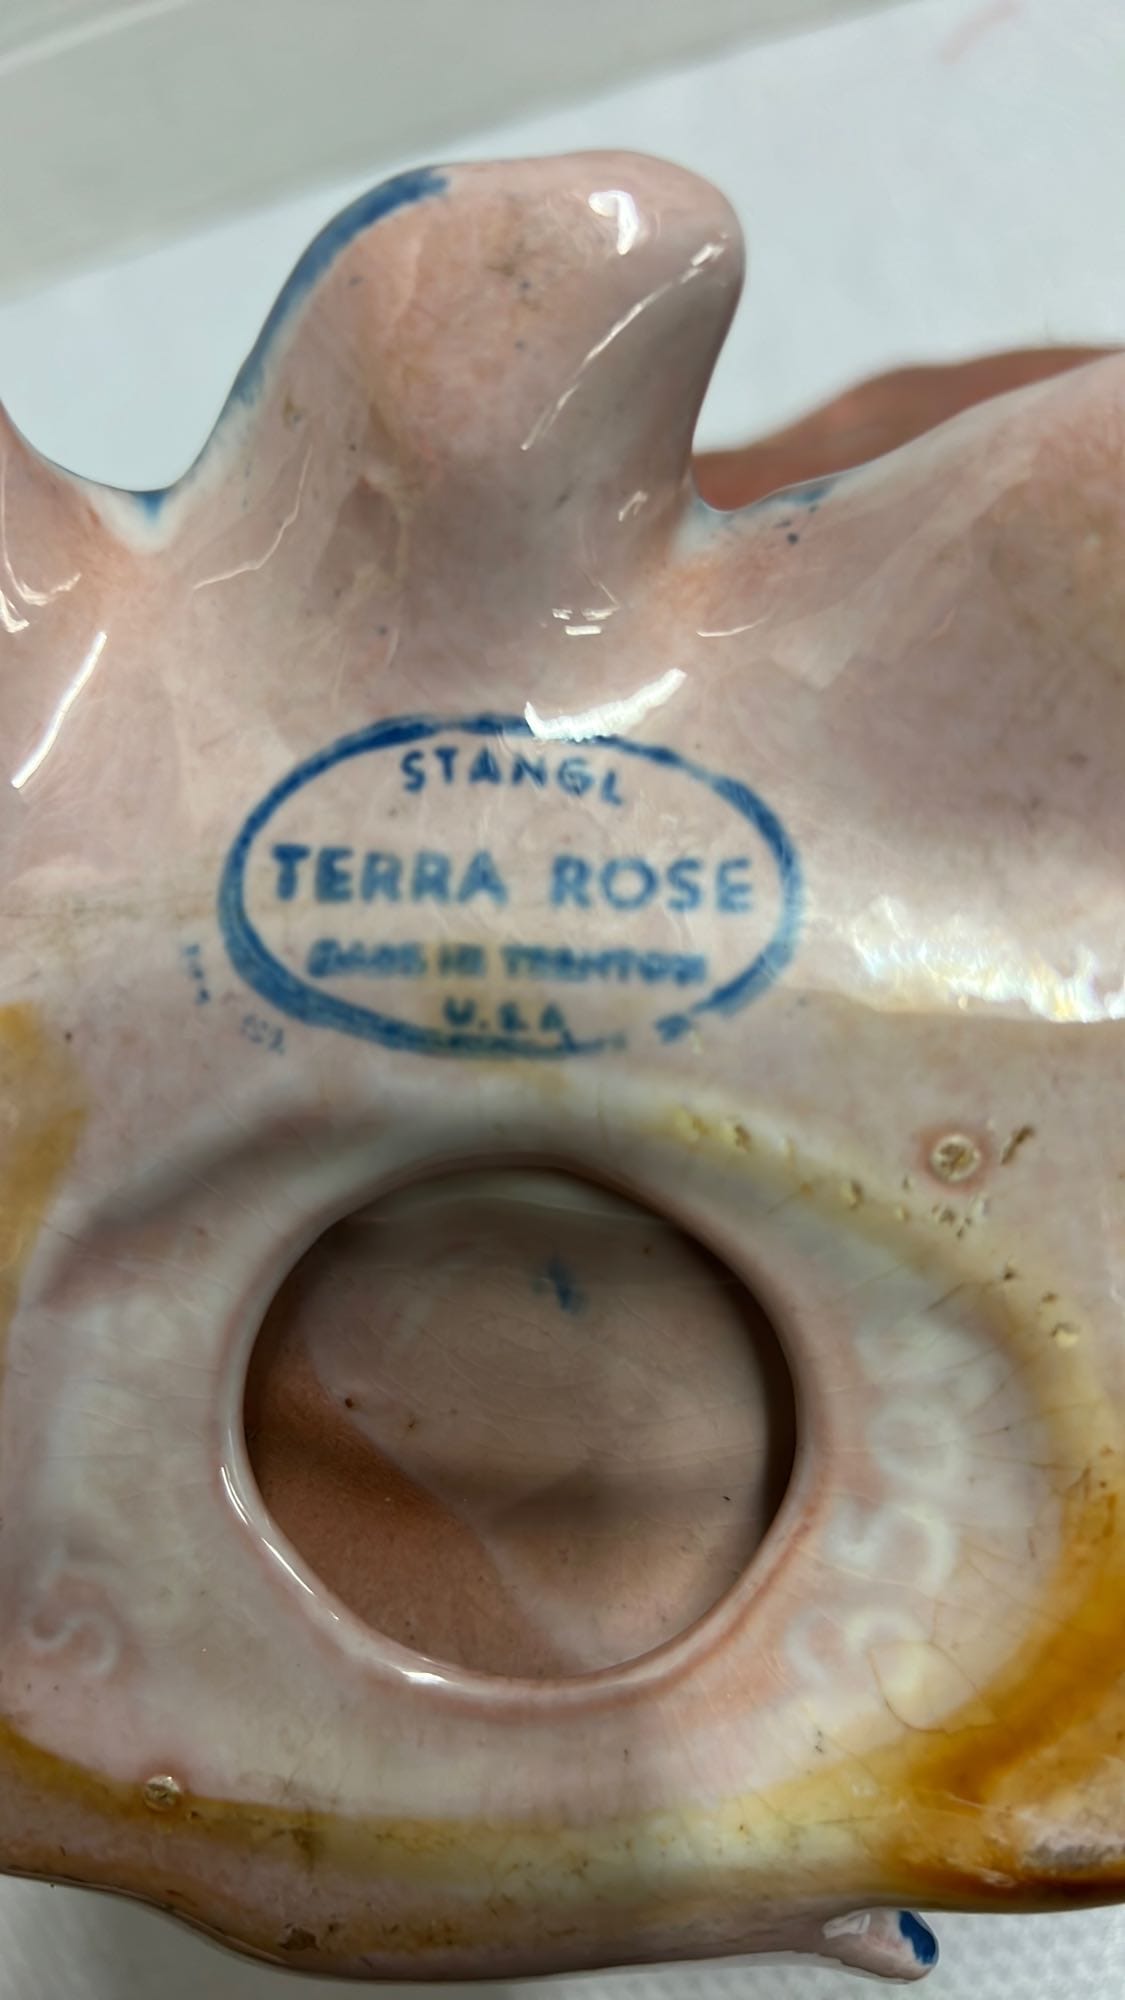 STANGL
TERRA ROSE
MADE IN TRENTON
U.S.A